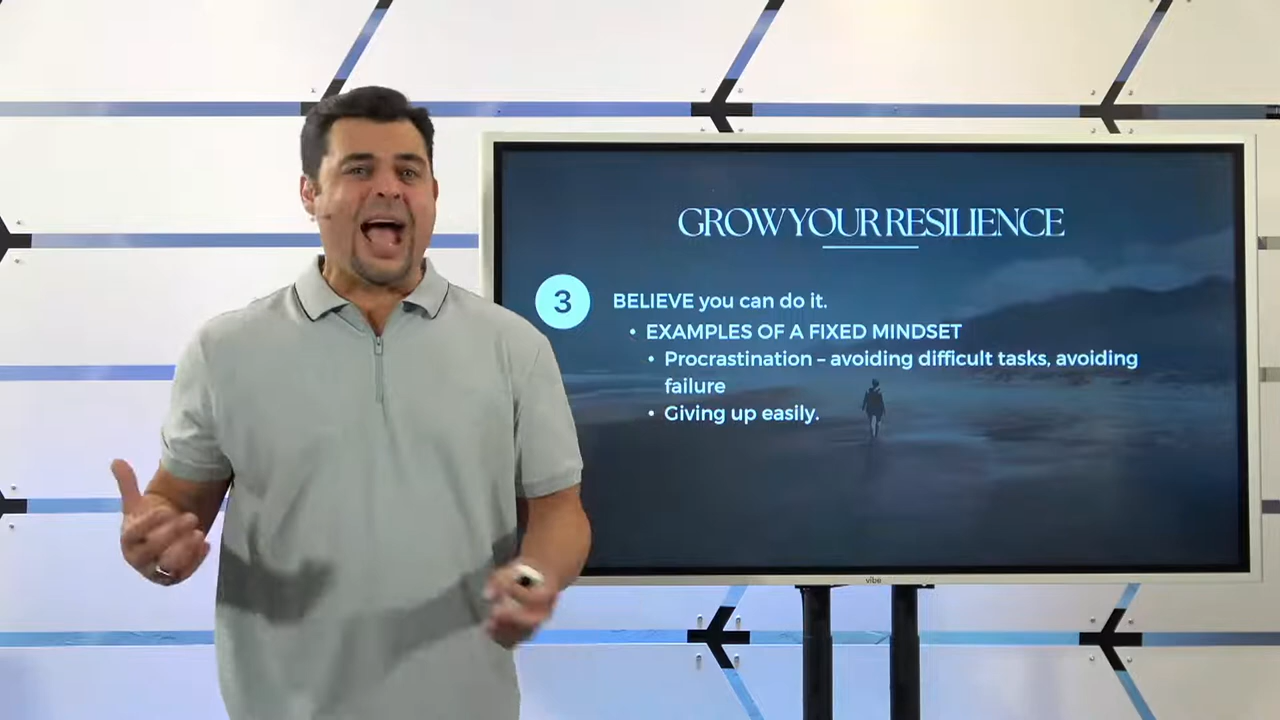 GROW YOUR RESILIENCE
3
BELIEVE you can do it.
• EXAMPLES OF A FIXED MINDSET
• Procrastination – avoiding difficult tasks, avoiding
failure
• Giving up easily.
vibe